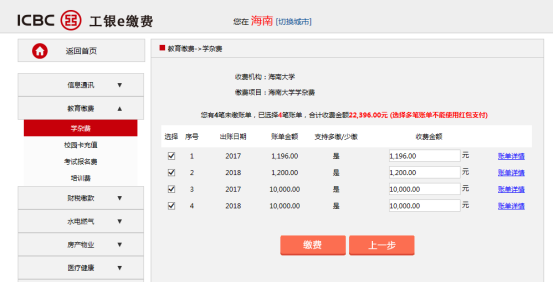 ICBC 工银e缴费
您在 海南 [切换城市]
返回首页
信息通讯 ▼
教育缴费 ▲
学杂费
校园卡充值
考试报名费
培训费
财税缴款 ▼
水电燃气 ▼
房产物业 ▼
医疗健康 ▼
教育缴费->学杂费
收费机构：海南大学
缴费项目：海南大学学杂费
您有4笔未缴账单，已选择4笔账单，合计收费金额22,396.00元 (选择多笔账单不能使用红包支付)
选择 序号 出账日期 账单金额 支持多缴/少缴 收费金额
1 2017 1,196.00 是 1,196.00 元 账单详情
2 2018 1,200.00 是 1,200.00 元 账单详情
3 2017 10,000.00 是 10,000.00 元 账单详情
4 2018 10,000.00 是 10,000.00 元 账单详情
缴费 上一步